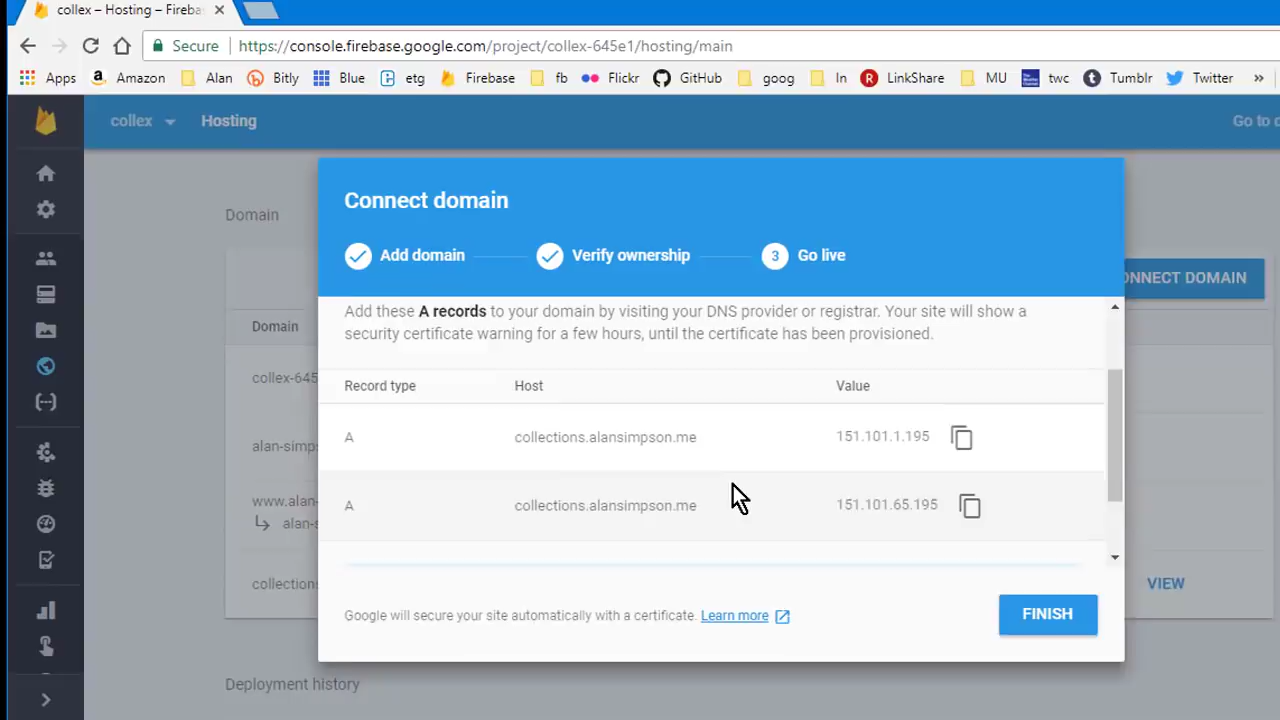 collex – Hosting – Fireba
Secure
https://console.firebase.google.com/project/collex-645e1/hosting/main
Apps
Amazon
Alan
Bitly
Blue
etg
Firebase
fb
Flickr
GitHub
goog
In
LinkShare
MU
twc
Tumblr
Twitter
»
collex
Hosting
Go to
Domain
Connect domain
Add domain
Verify ownership
3 Go live
CONNECT DOMAIN
Add these A records to your domain by visiting your DNS provider or registrar. Your site will show a
security certificate warning for a few hours, until the certificate has been provisioned.
Domain
Record type
Host
Value
collex-645
A
collections.alansimpson.me
151.101.1.195
alan-simps
www.alan-
alan-s
A
collections.alansimpson.me
151.101.65.195
collections
VIEW
Google will secure your site automatically with a certificate. Learn more
FINISH
Deployment history